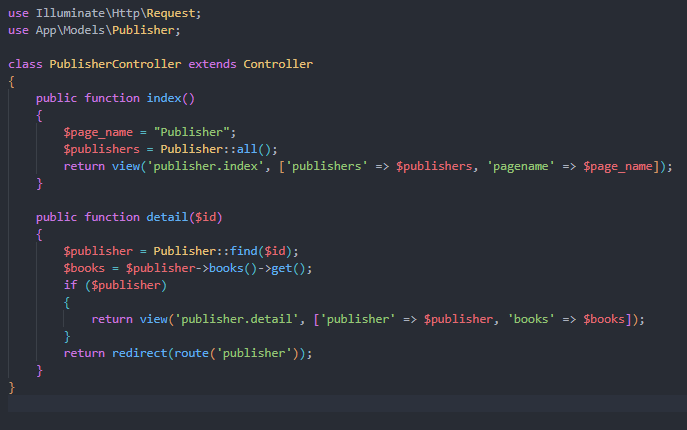 use Illuminate\Http\Request;
use App\Models\Publisher;
class PublisherController extends Controller
{
public function index()
{
$page_name = "Publisher";
$publishers = Publisher::all();
return view('publisher.index', ['publishers' => $publishers, 'pagename' => $page_name]);
}
public function detail($id)
{
$publisher = Publisher::find($id);
$books = $publisher->books()->get();
if ($publisher)
{
return view('publisher.detail', ['publisher' => $publisher, 'books' => $books]);
}
return redirect(route('publisher'));
}
}